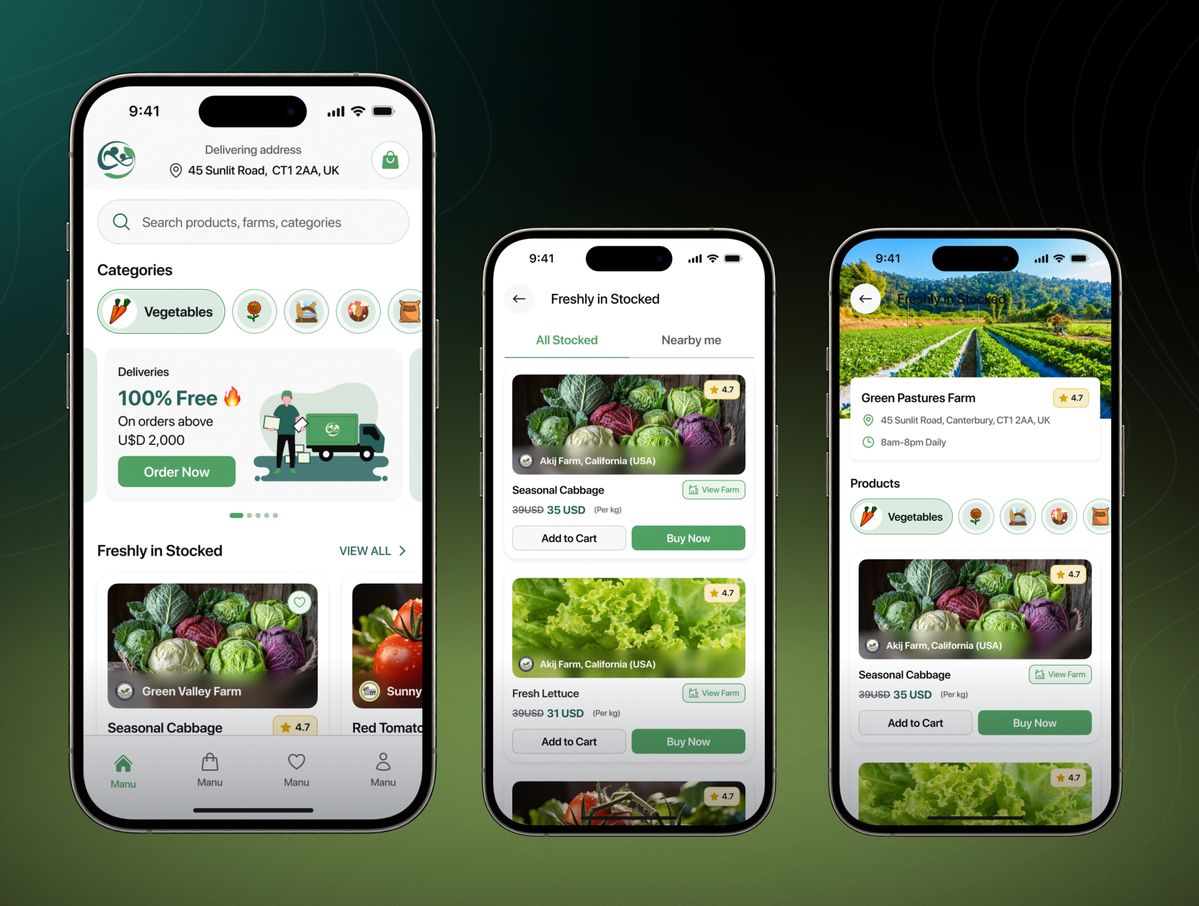 9:41
Delivering address
45 Sunlit Road, CT1 2AA, UK
Search products, farms, categories
Categories
Vegetables
Deliveries
100% Free
On orders above
U$D 2,000
Order Now
Freshly in Stocked
VIEW ALL
Green Valley Farm
Sunny
Seasonal Cabbage
4.7
Red Tomato
Manu
Manu
Manu
Manu
9:41
Freshly in Stocked
All Stocked
Nearby me
4.7
Akij Farm, California (USA)
Seasonal Cabbage
View Farm
39USD 35 USD (Per kg)
Add to Cart
Buy Now
4.7
Akij Farm, California (USA)
Fresh Lettuce
View Farm
39USD 31 USD (Per kg)
Add to Cart
Buy Now
4.7
9:41
Freshly in Stocked
Green Pastures Farm
4.7
45 Sunlit Road, Canterbury, CT1 2AA, UK
8am-8pm Daily
Products
Vegetables
4.7
Akij Farm, California (USA)
Seasonal Cabbage
View Farm
39USD 35 USD (Per kg)
Add to Cart
Buy Now
4.7